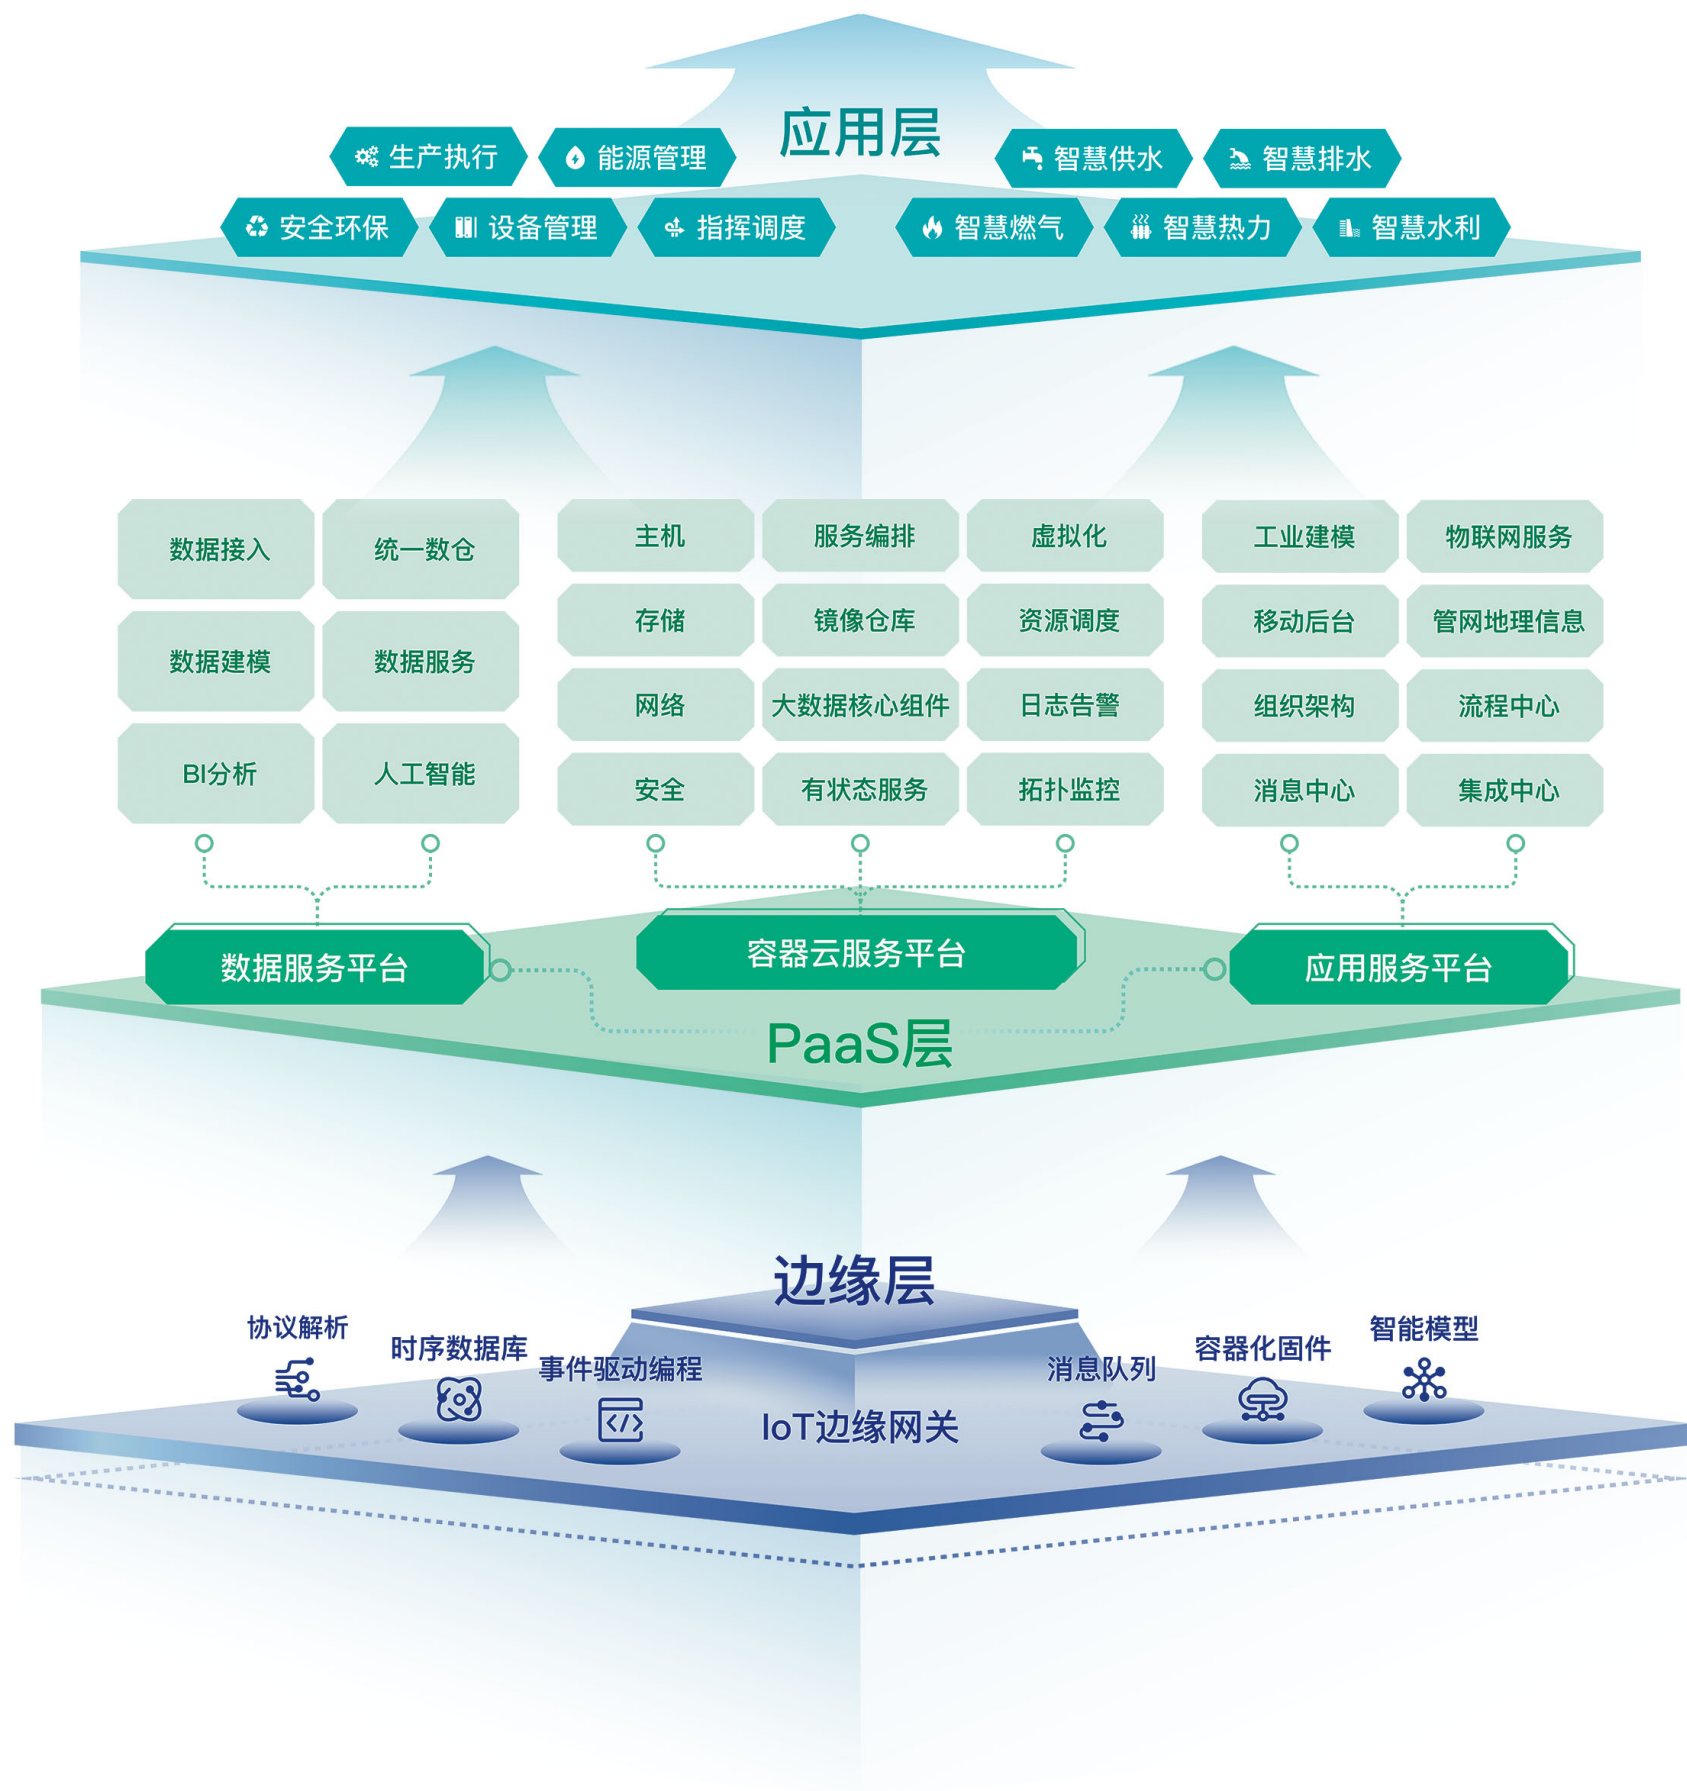 应用层
生产执行
能源管理
智慧供水
智慧排水
安全环保
设备管理
指挥调度
智慧燃气
智慧热力
智慧水利
数据接入
统一数仓
数据建模
数据服务
BI分析
人工智能
主机
服务编排
虚拟化
存储
镜像仓库
资源调度
网络
大数据核心组件
日志告警
安全
有状态服务
拓扑监控
工业建模
物联网服务
移动后台
管网地理信息
组织架构
流程中心
消息中心
集成中心
数据服务平台
容器云服务平台
应用服务平台
PaaS层
边缘层
协议解析
时序数据库
事件驱动编程
消息队列
容器化固件
智能模型
IoT边缘网关